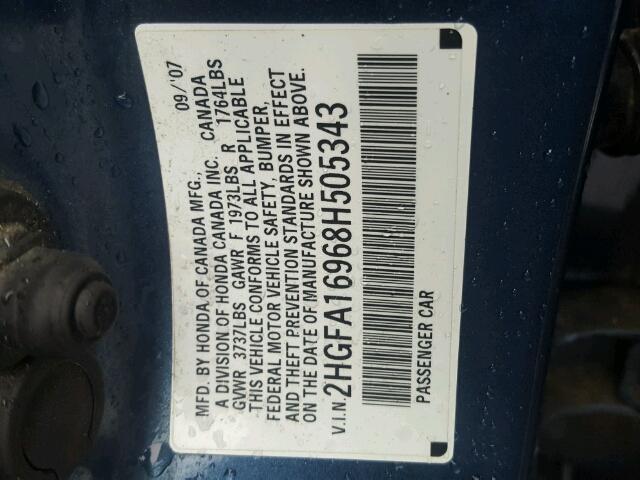 MFD. BY HONDA OF CANADA MFG., 09/'07
A DIVISION OF HONDA CANADA INC. CANADA
GVWR 3737LBS GAWR F 1973LBS R 1764LBS
THIS VEHICLE CONFORMS TO ALL APPLICABLE
FEDERAL MOTOR VEHICLE SAFETY, BUMPER,
AND THEFT PREVENTION STANDARDS IN EFFECT
ON THE DATE OF MANUFACTURE SHOWN ABOVE.
V.I.N. 2HGFA16968H505343
PASSENGER CAR